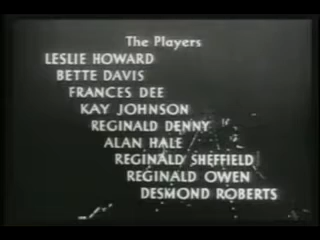 The Players
LESLIE HOWARD
BETTE DAVIS
FRANCES DEE
KAY JOHNSON
REGINALD DENNY
ALAN HALE
REGINALD SHEFFIELD
REGINALD OWEN
DESMOND ROBERTS